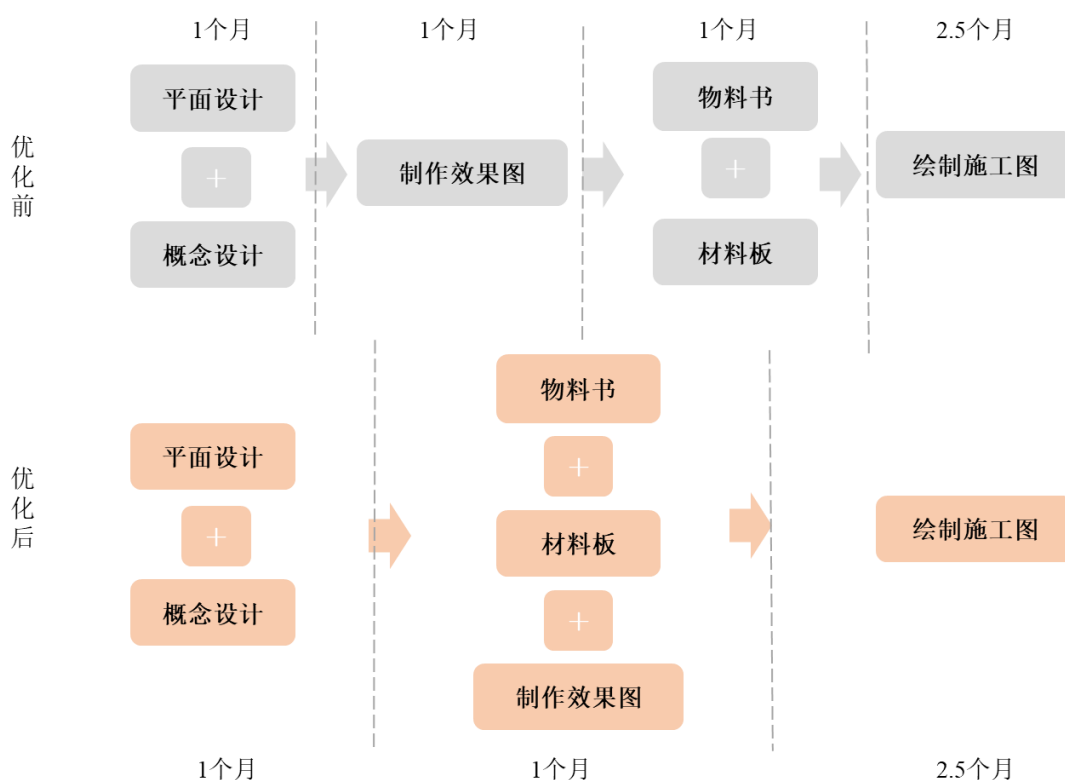 1个月
1个月
1个月
2.5个月
优化前
平面设计
+
概念设计
制作效果图
物料书
+
材料板
绘制施工图
优化后
平面设计
+
概念设计
物料书
+
材料板
+
制作效果图
绘制施工图
1个月
1个月
2.5个月